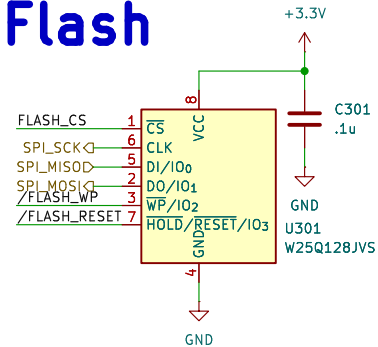 Flash
+3.3V
8
VCC
C301
.1u
GND
FLASH_CS
1
CS
SPI_SCK
6
CLK
SPI_MISO
5
DI/IO0
SPI_MOSI
2
DO/IO1
/FLASH_WP
3
WP/IO2
/FLASH_RESET
7
HOLD/RESET/IO3
GND
4
U301
W25Q128JVS
GND